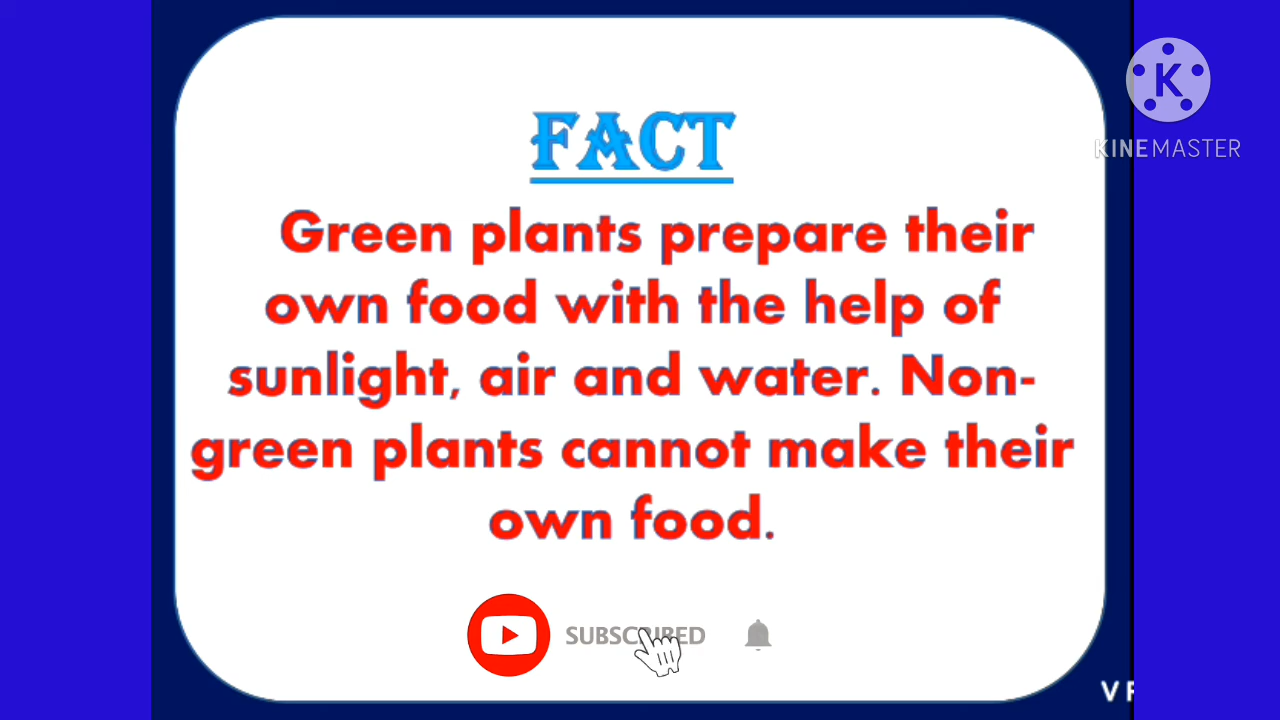 FACT
Green plants prepare their
own food with the help of
sunlight, air and water. Non-
green plants cannot make their
own food.
SUBSCRIBED
K
KINEMASTER